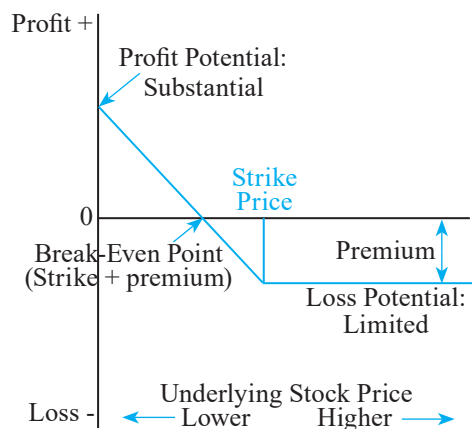 Profit +
Profit Potential:
Substantial
Strike
Price
0
Break-Even Point
(Strike + premium)
Premium
Loss Potential:
Limited
Underlying Stock Price
Loss -
Lower
Higher